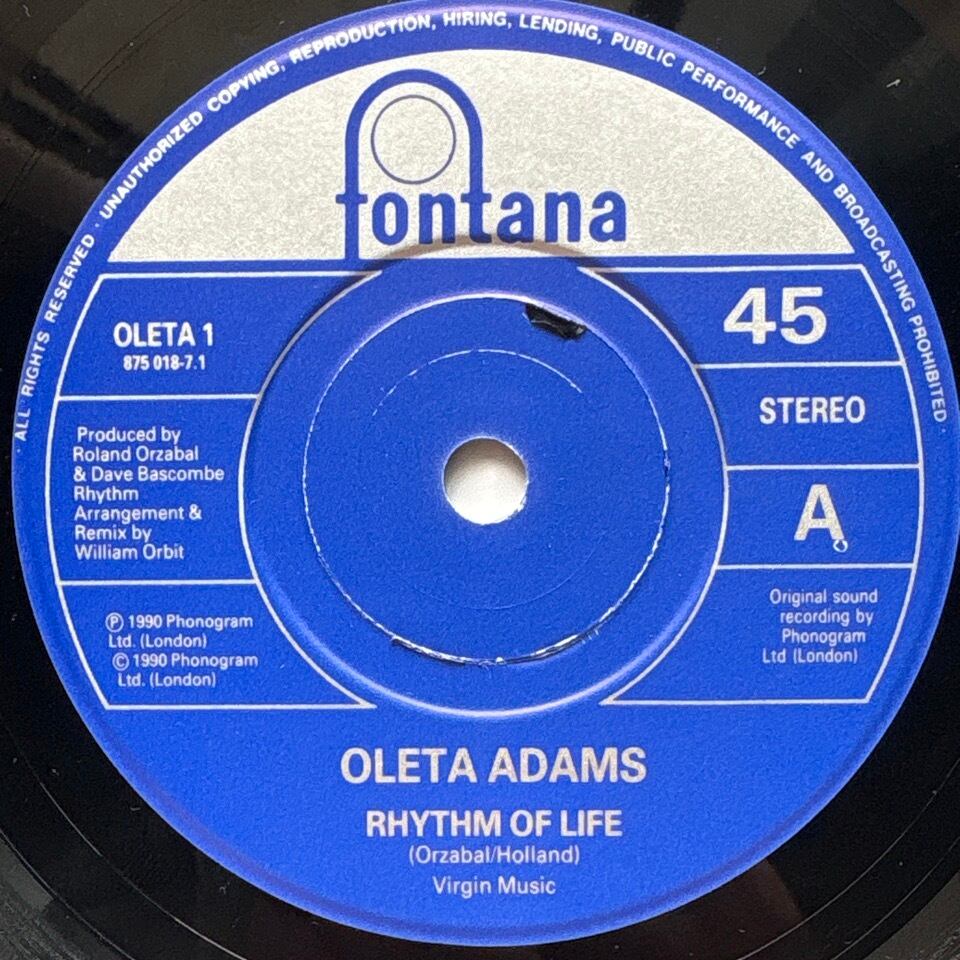 · ALL RIGHTS RESERVED · UNAUTHORIZED COPYING, REPRODUCTION, HIRING, LENDING, PUBLIC PERFORMANCE AND BROADCASTING PROHIBITED ·
fontana
OLETA 1
875 018-7.1
Produced by
Roland Orzabal
& Dave Bascombe
Rhythm
Arrangement &
Remix by
William Orbit
℗ 1990 Phonogram
Ltd. (London)
© 1990 Phonogram
Ltd. (London)
45
STEREO
A
Original sound
recording by
Phonogram
Ltd (London)
OLETA ADAMS
RHYTHM OF LIFE
(Orzabal/Holland)
Virgin Music